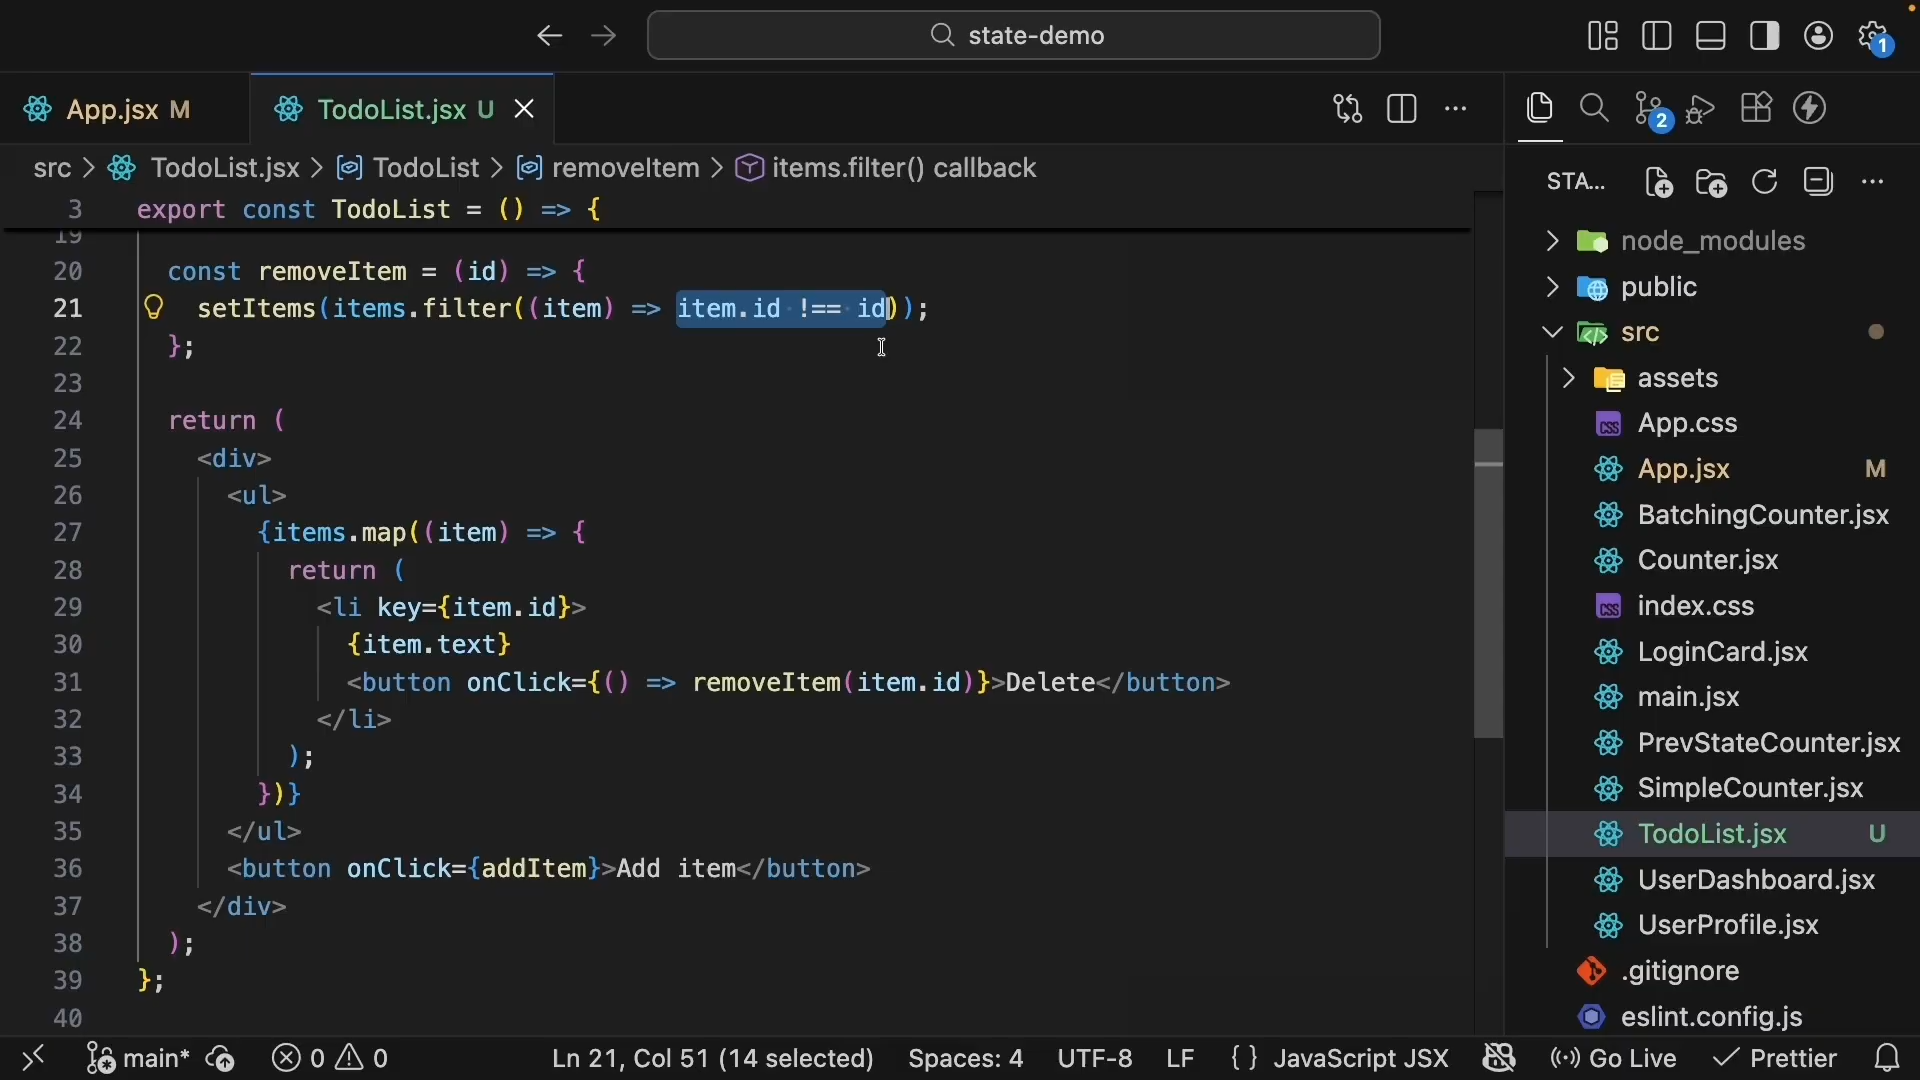 state-demo
1
App.jsx M
TodoList.jsx U
2
src > TodoList.jsx > TodoList > removeItem > items.filter() callback
STA...
3 export const TodoList = () => {
19
20 const removeItem = (id) => {
21 setItems(items.filter((item) => item.id !== id));
22 };
23
24 return (
25 <div>
26 <ul>
27 {items.map((item) => {
28 return (
29 <li key={item.id}>
30 {item.text}
31 <button onClick={() => removeItem(item.id)}>Delete</button>
32 </li>
33 );
34 })}
35 </ul>
36 <button onClick={addItem}>Add item</button>
37 </div>
38 );
39 };
40
node_modules
public
src
assets
App.css
App.jsx M
BatchingCounter.jsx
Counter.jsx
index.css
LoginCard.jsx
main.jsx
PrevStateCounter.jsx
SimpleCounter.jsx
TodoList.jsx U
UserDashboard.jsx
UserProfile.jsx
.gitignore
eslint.config.js
main* 0 0 Ln 21, Col 51 (14 selected) Spaces: 4 UTF-8 LF { } JavaScript JSX Go Live Prettier